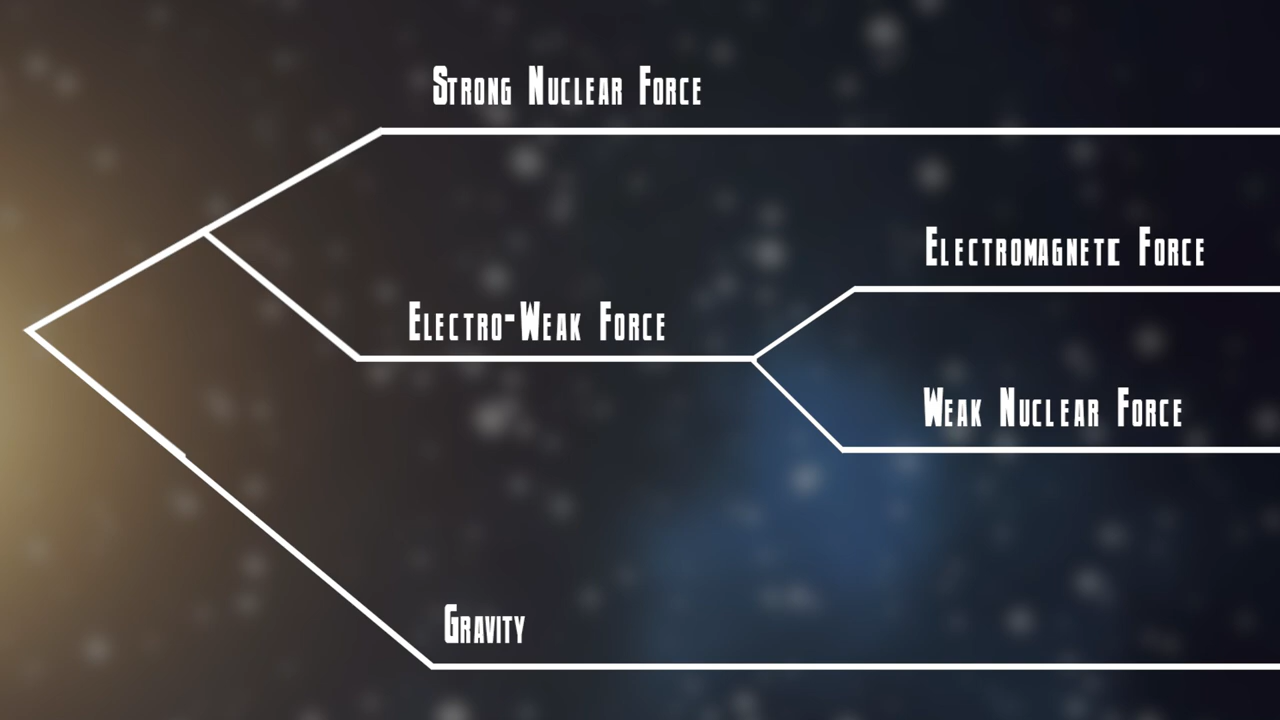 Strong Nuclear Force
Electromagnetic Force
Electro-Weak Force
Weak Nuclear Force
Gravity